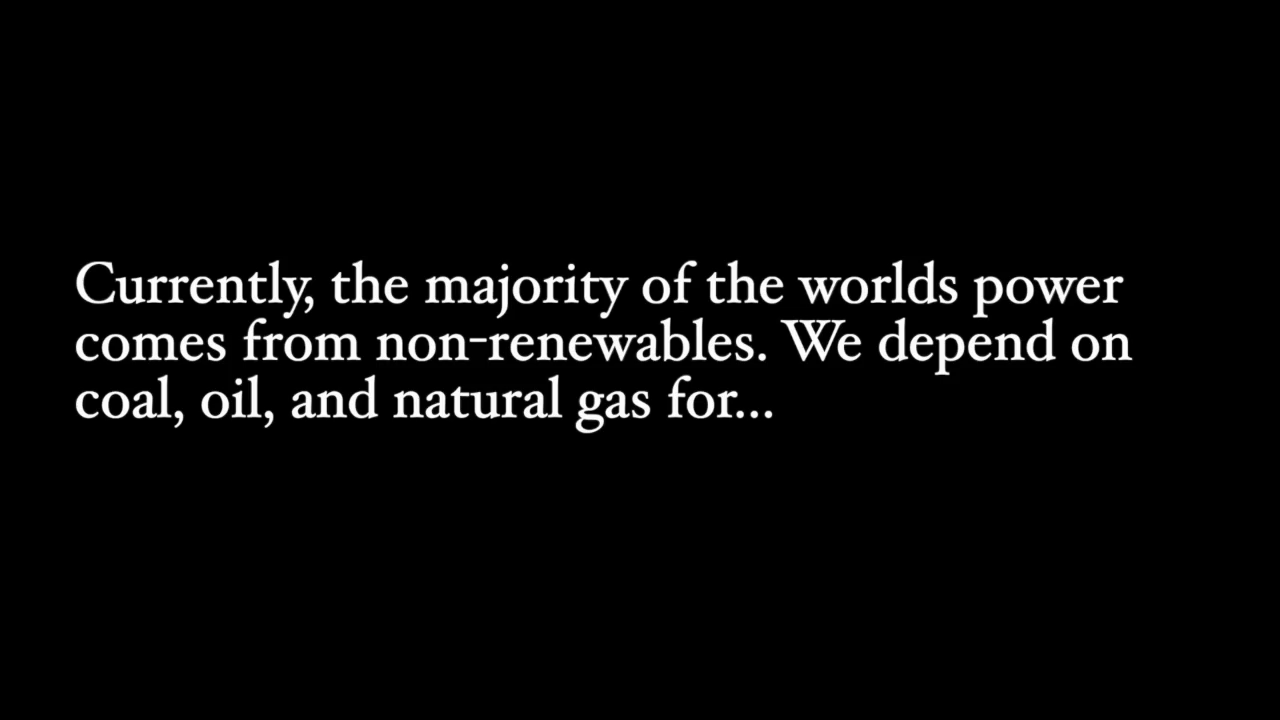 Currently, the majority of the worlds power
comes from non-renewables. We depend on
coal, oil, and natural gas for...